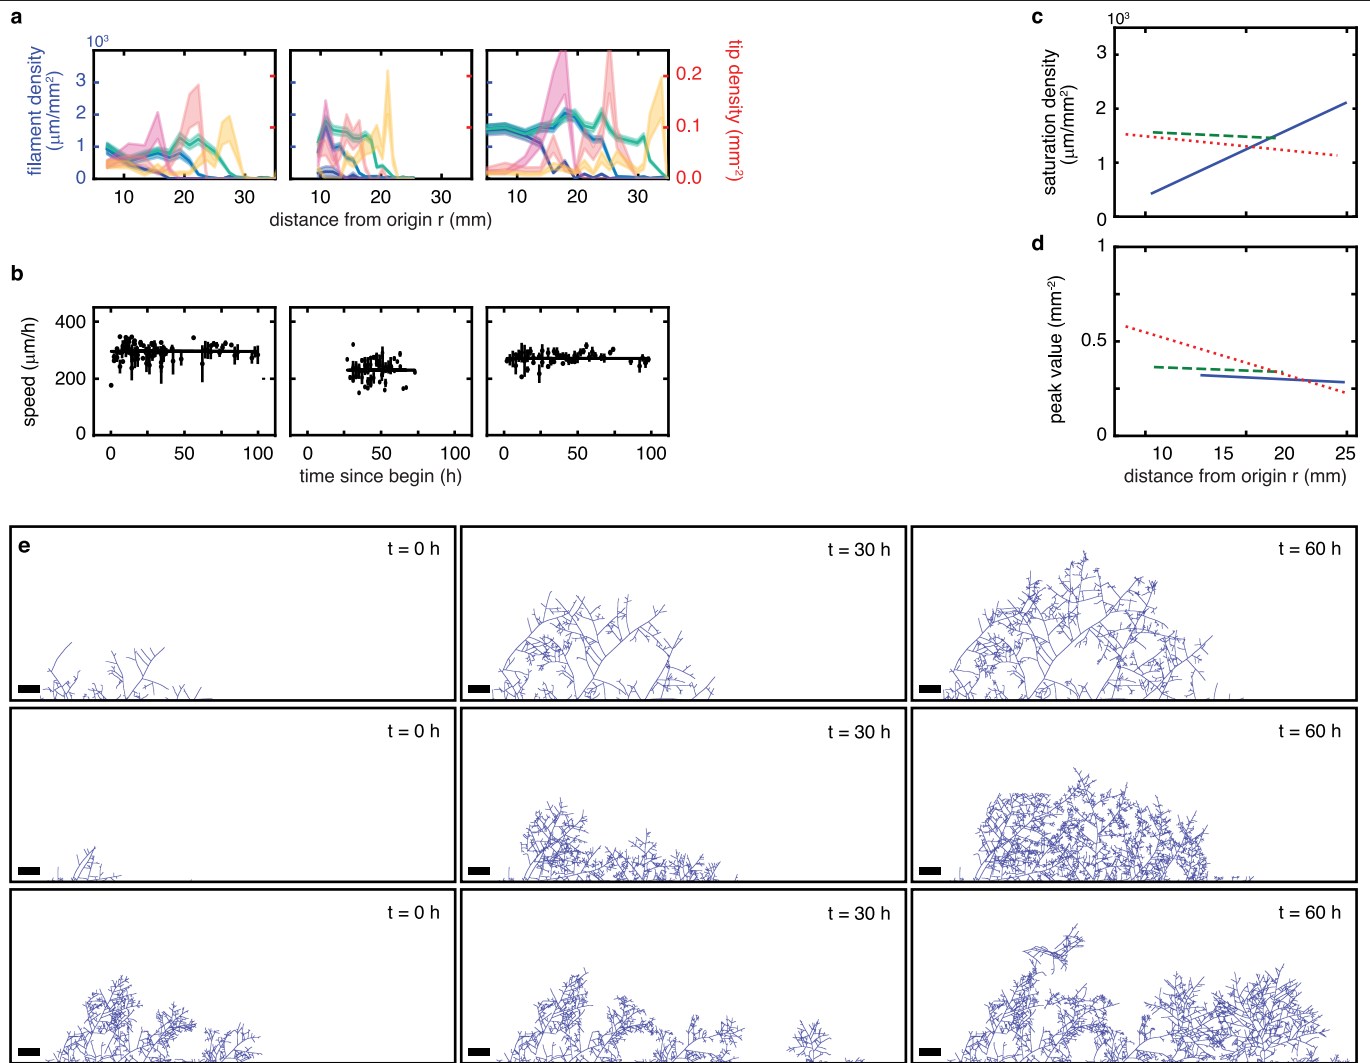 a
10³
filament density
(μm/mm²)
3
2
1
0
10
20
30
10
20
30
10
20
30
0.2
0.1
0.0
tip density (mm⁻²)
distance from origin r (mm)
b
speed (μm/h)
400
200
0
0
50
100
0
50
100
0
50
100
time since begin (h)
c
10³
saturation density
(μm/mm²)
3
2
1
0
d
peak value (mm⁻²)
1
0.5
0
10
15
20
25
distance from origin r (mm)
e
t = 0 h
t = 30 h
t = 60 h
t = 0 h
t = 30 h
t = 60 h
t = 0 h
t = 30 h
t = 60 h